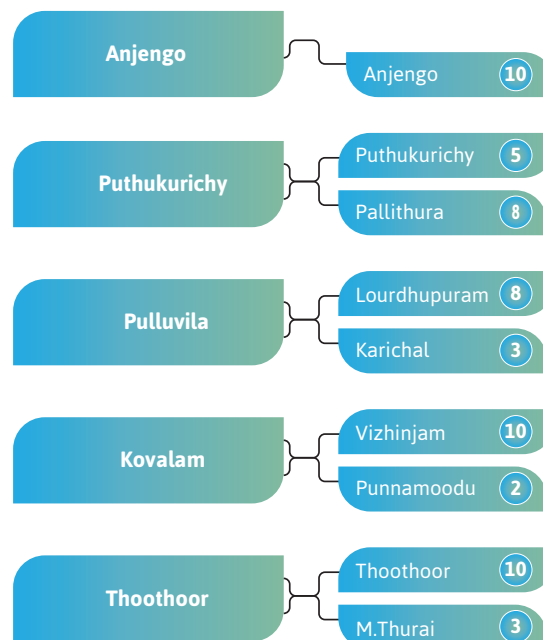 Anjengo
Anjengo 10
Puthukurichy
Puthukurichy 5
Pallithura 8
Pulluvila
Lourdhupuram 8
Karichal 3
Kovalam
Vizhinjam 10
Punnamoodu 2
Thoothoor
Thoothoor 10
M.Thurai 3